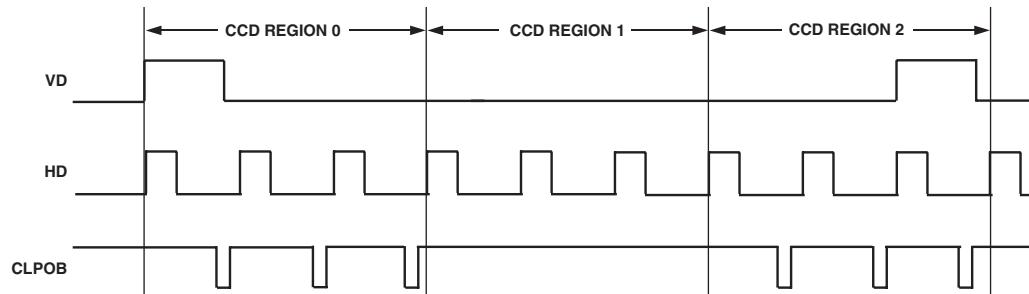 CCD REGION 0
CCD REGION 1
CCD REGION 2
VD
HD
CLPOB